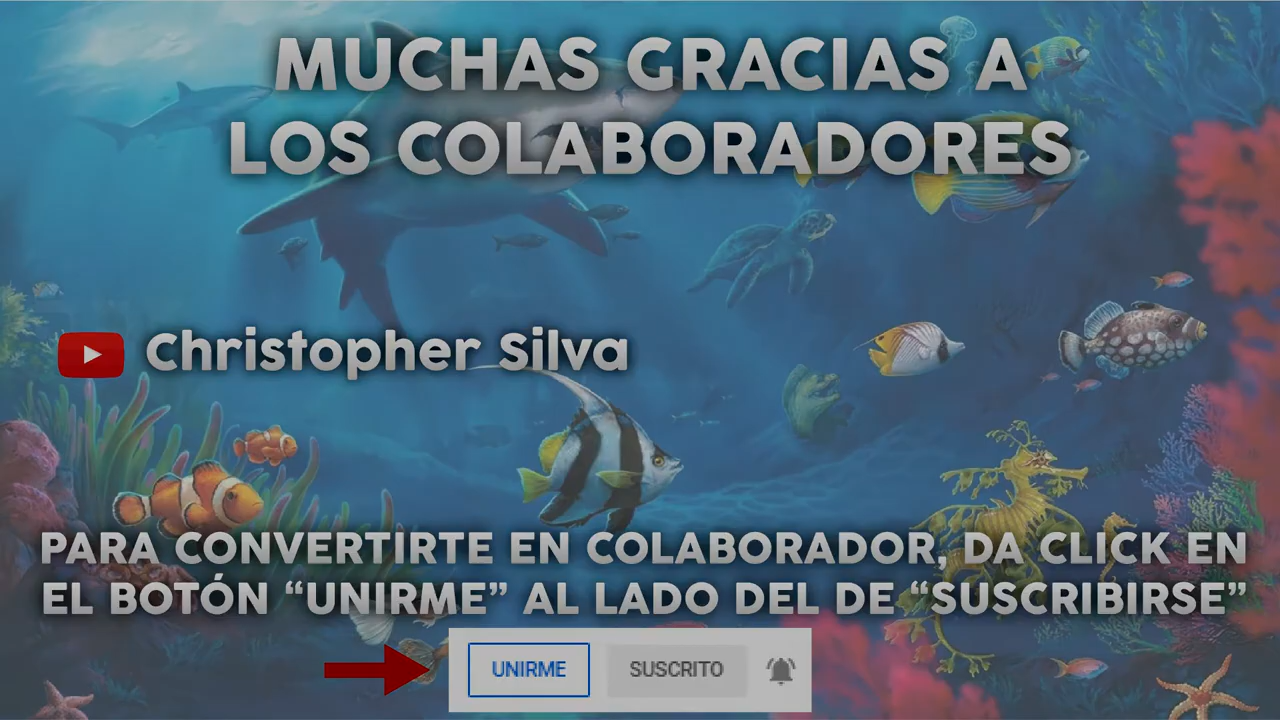 MUCHAS GRACIAS A
LOS COLABORADORES
Christopher Silva
PARA CONVERTIRTE EN COLABORADOR, DA CLICK EN
EL BOTÓN “UNIRME” AL LADO DEL DE “SUSCRIBIRSE”
UNIRME SUSCRITO